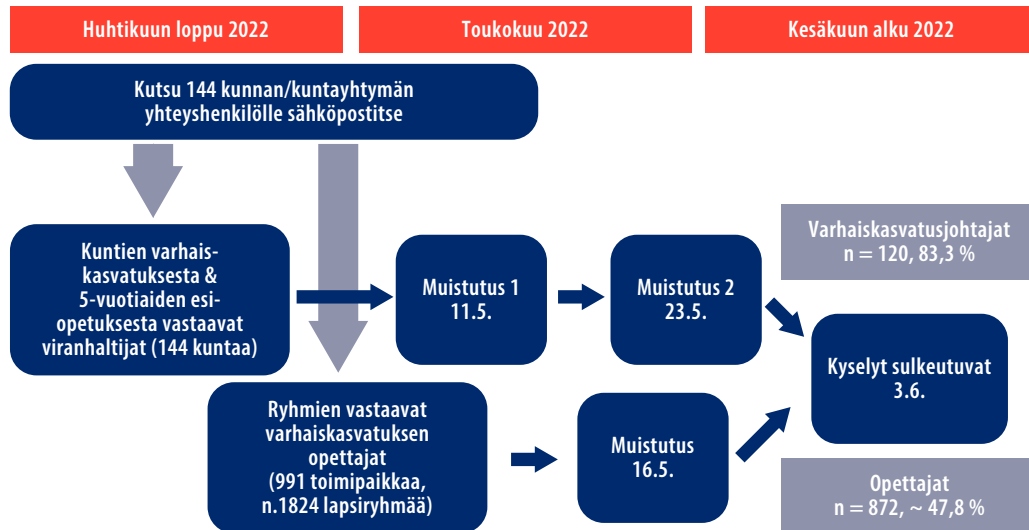 Huhtikuun loppu 2022
Toukokuu 2022
Kesäkuun alku 2022
Kutsu 144 kunnan/kuntayhtymän
yhteyshenkilölle sähköpostitse
Kuntien varhais-
kasvatuksesta &
5-vuotiaiden esi-
opetuksesta vastaavat
viranhaltijat (144 kuntaa)
Muistutus 1
11.5.
Muistutus 2
23.5.
Varhaiskasvatusjohtajat
n = 120, 83,3 %
Kyselyt sulkeutuvat
3.6.
Ryhmien vastaavat
varhaiskasvatuksen
opettajat
(991 toimipaikkaa,
n.1824 lapsiryhmää)
Muistutus
16.5.
Opettajat
n = 872, ~ 47,8 %